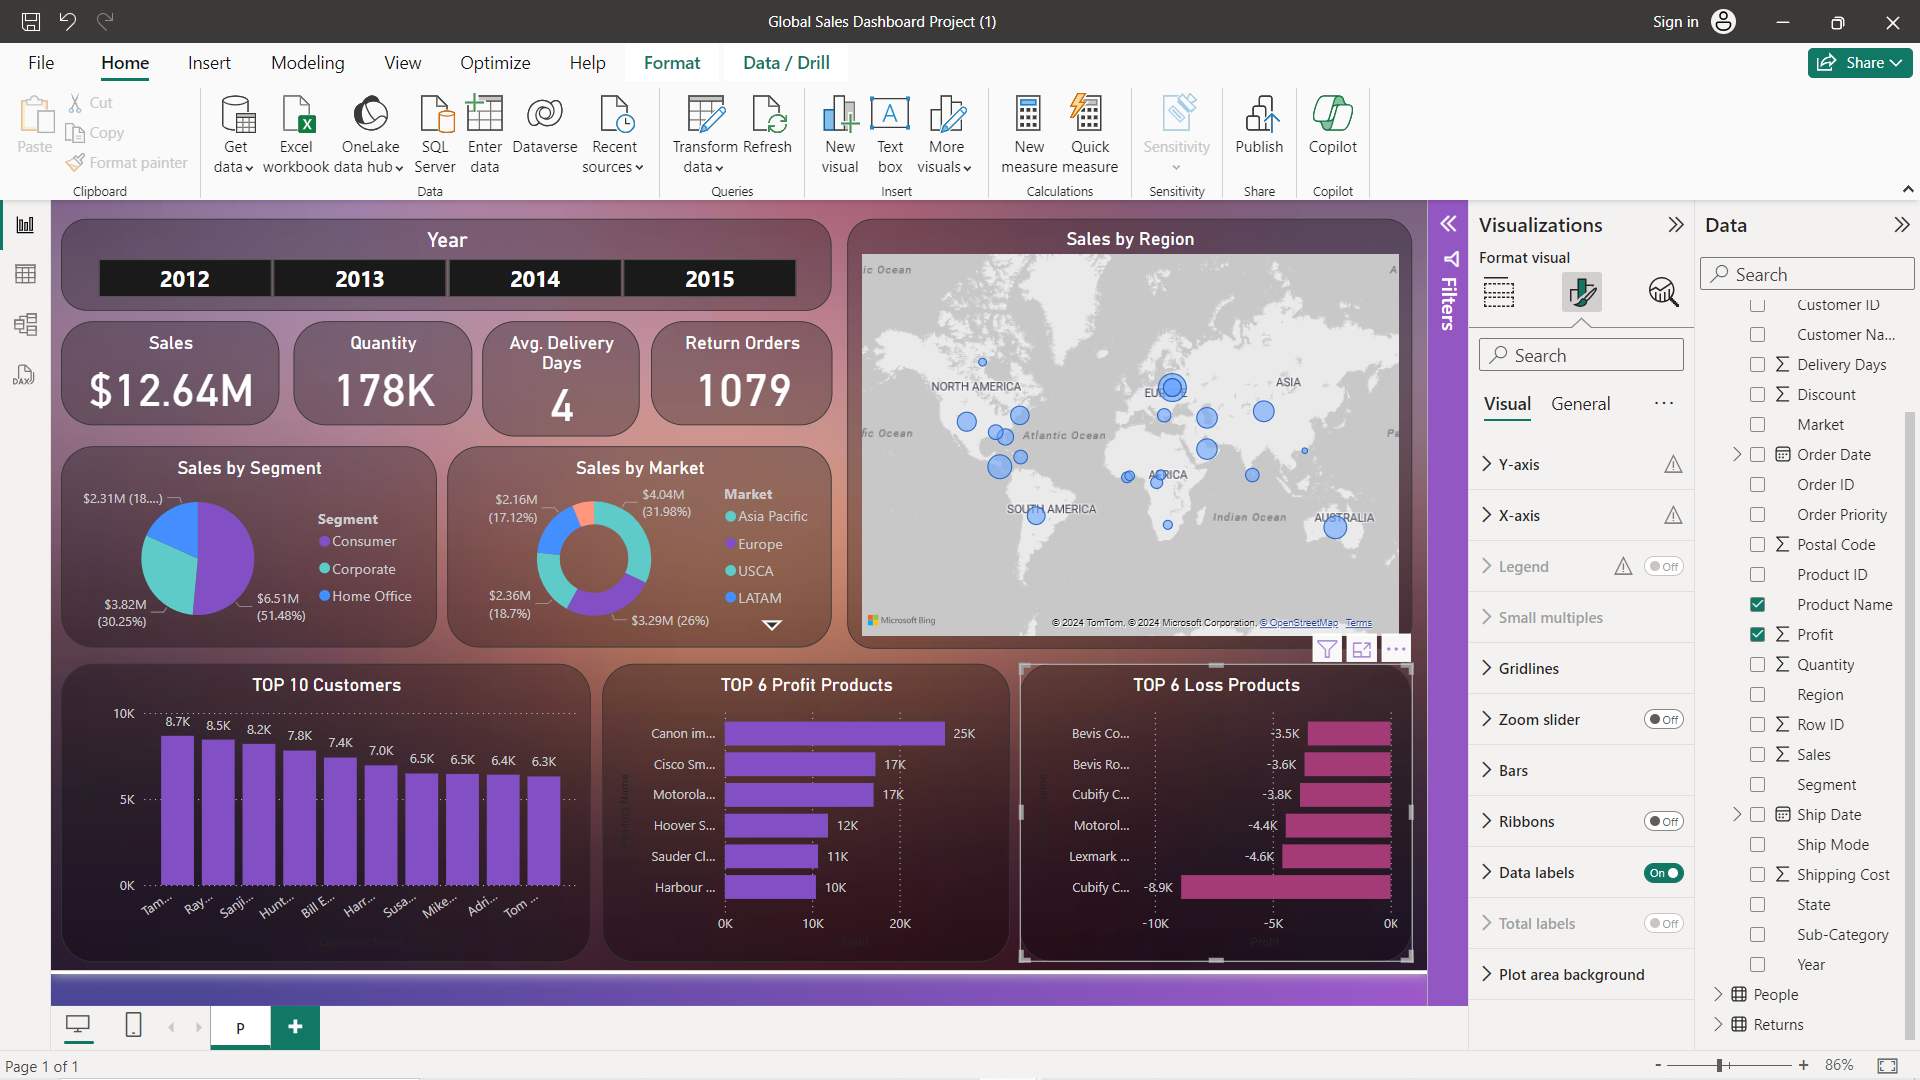 Global Sales Dashboard Project (1)
Sign in
File
Home
Insert
Modeling
View
Optimize
Help
Format
Data / Drill
Share
Paste
Cut
Copy
Format painter
Clipboard
Get data
Excel workbook
OneLake data hub
SQL Server
Enter data
Dataverse
Recent sources
Data
Transform data
Refresh
Queries
New visual
Text box
More visuals
Insert
New measure
Quick measure
Calculations
Sensitivity
Sensitivity
Publish
Share
Copilot
Copilot
Year
2012
2013
2014
2015
Sales
$12.64M
Quantity
178K
Avg. Delivery
Days
4
Return Orders
1079
Sales by Region
ic Ocean
A
NORTH AMERICA
EUROPE
ASIA
fic Ocean
Atlantic Ocean
Pa
AFRICA
SOUTH AMERICA
Indian Ocean
AUSTRALIA
Microsoft Bing
© 2024 TomTom, © 2024 Microsoft Corporation, © OpenStreetMap Terms
Sales by Segment
$2.31M (18....)
$3.82M
(30.25%)
$6.51M
(51.48%)
Segment
Consumer
Corporate
Home Office
Sales by Market
$2.16M
(17.12%)
$4.04M
(31.98%)
$2.36M
(18.7%)
$3.29M (26%)
Market
Asia Pacific
Europe
USCA
LATAM
TOP 10 Customers
10K
5K
0K
8.7K
8.5K
8.2K
7.8K
7.4K
7.0K
6.5K
6.5K
6.4K
6.3K
Tam...
Ray...
Sanji...
Hunt...
Bill E...
Harr...
Susa...
Mike...
Adri...
Tom ...
Customer Name
TOP 6 Profit Products
Product Name
Canon im...
25K
Cisco Sm...
17K
Motorola...
17K
Hoover S...
12K
Sauder Cl...
11K
Harbour ...
10K
0K
10K
20K
Profit
TOP 6 Loss Products
Name
Bevis Co...
-3.5K
Bevis Ro...
-3.6K
Cubify C...
-3.8K
Motorol...
-4.4K
Lexmark ...
-4.6K
Cubify C...
-8.9K
-10K
-5K
0K
Profit
Filters
Visualizations
Format visual
Search
Visual
General
Y-axis
X-axis
Legend
Off
Small multiples
Gridlines
Zoom slider
Off
Bars
Ribbons
Off
Data labels
On
Total labels
Off
Plot area background
Data
Search
Customer ID
Customer Na...
Delivery Days
Discount
Market
Order Date
Order ID
Order Priority
Postal Code
Product ID
Product Name
Profit
Quantity
Region
Row ID
Sales
Segment
Ship Date
Ship Mode
Shipping Cost
State
Sub-Category
Year
People
Returns
DAX
P
Page 1 of 1
- + 86%